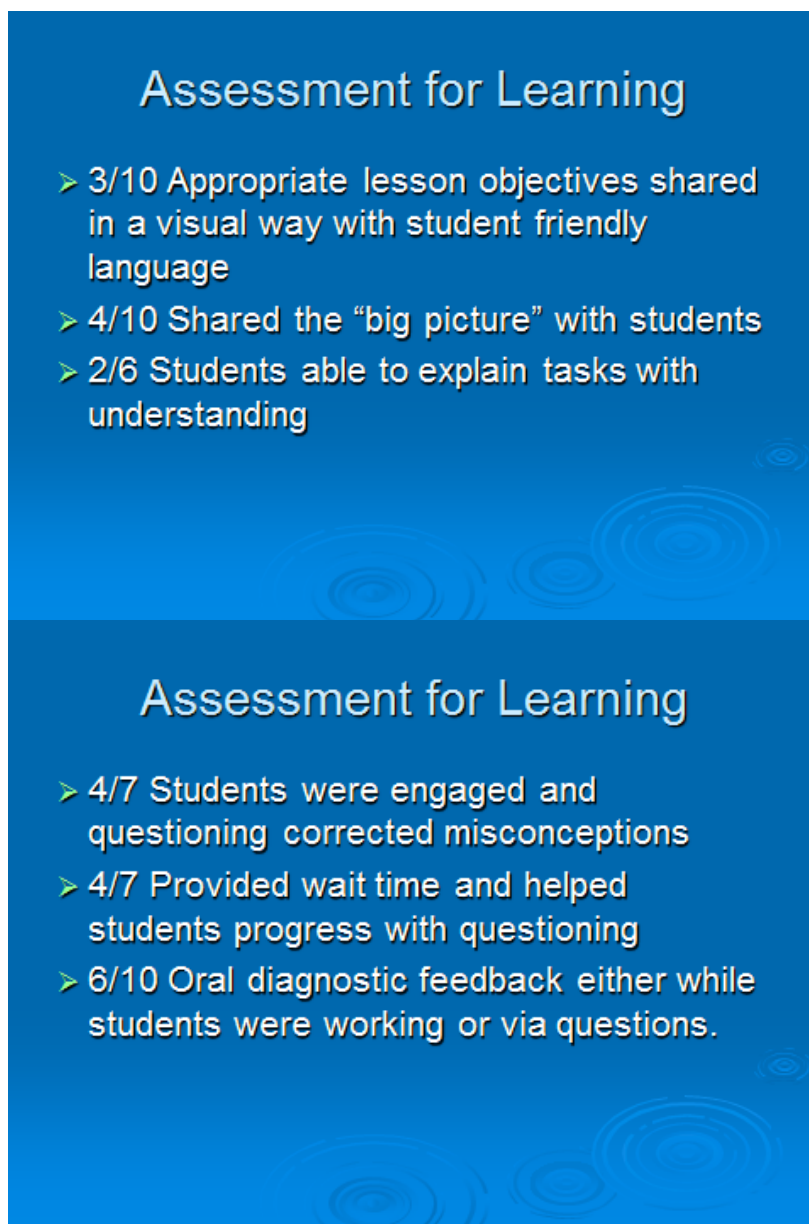 Assessment for Learning
3/10 Appropriate lesson objectives shared
in a visual way with student friendly
language
4/10 Shared the “big picture” with students
2/6 Students able to explain tasks with
understanding
Assessment for Learning
4/7 Students were engaged and
questioning corrected misconceptions
4/7 Provided wait time and helped
students progress with questioning
6/10 Oral diagnostic feedback either while
students were working or via questions.